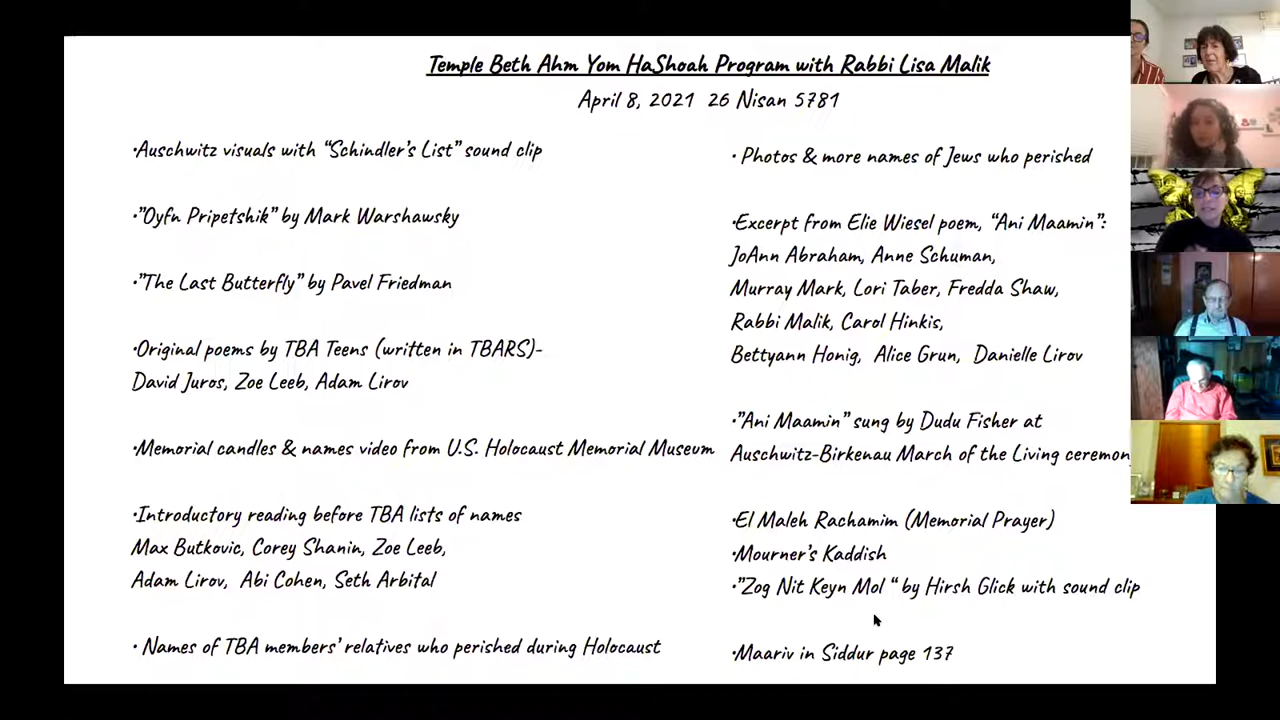 Temple Beth Ahm Yom HaShoah Program with Rabbi Lisa Malik
April 8, 2021 26 Nisan 5781
·Auschwitz visuals with “Schindler’s List” sound clip
·”Oyfn Pripetshik” by Mark Warshawsky
·”The Last Butterfly” by Pavel Friedman
·Original poems by TBA Teens (written in TBARS)-
David Juros, Zoe Leeb, Adam Lirov
·Memorial candles & names video from U.S. Holocaust Memorial Museum
·Introductory reading before TBA lists of names
Max Butkovic, Corey Shanin, Zoe Leeb,
Adam Lirov, Abi Cohen, Seth Arbital
· Names of TBA members’ relatives who perished during Holocaust
· Photos & more names of Jews who perished
·Excerpt from Elie Wiesel poem, “Ani Maamin”:
JoAnn Abraham, Anne Schuman,
Murray Mark, Lori Taber, Fredda Shaw,
Rabbi Malik, Carol Hinkis,
Bettyann Honig, Alice Grun, Danielle Lirov
·”Ani Maamin” sung by Dudu Fisher at
Auschwitz-Birkenau March of the Living ceremon
·El Maleh Rachamim (Memorial Prayer)
·Mourner’s Kaddish
·”Zog Nit Keyn Mol “ by Hirsh Glick with sound clip
·Maariv in Siddur page 137